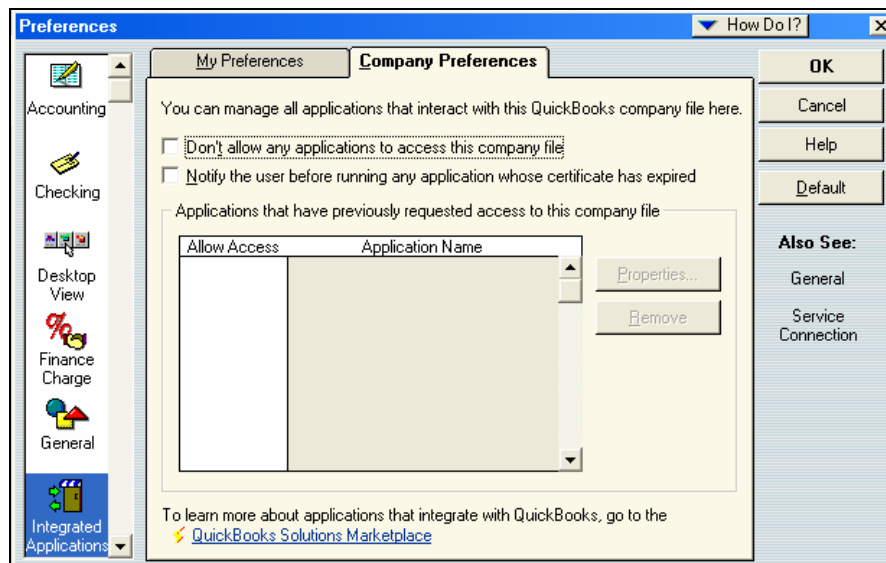 Preferences
How Do I?
Accounting
Checking
Desktop
View
Finance
Charge
General
Integrated
Applications
My Preferences
Company Preferences
You can manage all applications that interact with this QuickBooks company file here.
Don't allow any applications to access this company file
Notify the user before running any application whose certificate has expired
Applications that have previously requested access to this company file
Allow Access
Application Name
Properties...
Remove
To learn more about applications that integrate with QuickBooks, go to the
QuickBooks Solutions Marketplace
OK
Cancel
Help
Default
Also See:
General
Service
Connection